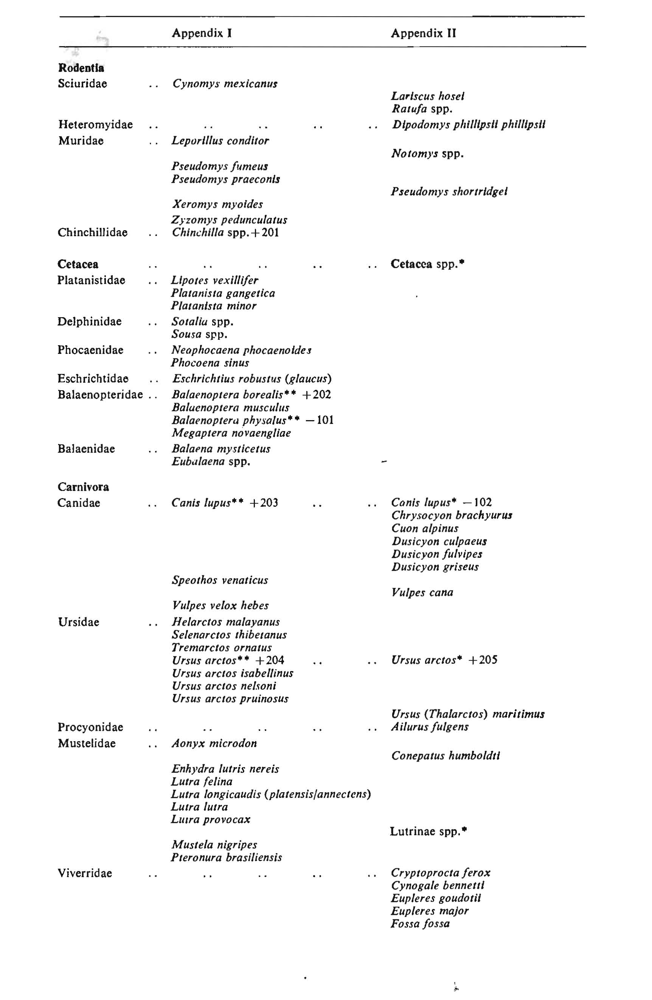 Appendix I Appendix II
Rodentia
Sciuridae .. Cynomys mexicanus
Lariscus hosei
Ratufa spp.
Heteromyidae .. .. .. .. .. Dipodomys phillipsii phillipsii
Muridae .. Leporillus conditor
Notomys spp.
Pseudomys fumeus
Pseudomys praeconis
Pseudomys shortridgei
Xeromys myoides
Zyzomys pedunculatus
Chinchillidae .. Chinchilla spp.+201
Cetacea .. .. .. .. .. Cetacea spp.*
Platanistidae .. Lipotes vexillifer
Platanista gangetica
Platanista minor
Delphinidae .. Sotalia spp.
Sousa spp.
Phocaenidae .. Neophocaena phocaenoides
Phocoena sinus
Eschrichtidae .. Eschrichtius robustus (glaucus)
Balaenopteridae .. Balaenoptera borealis** +202
Balaenoptera musculus
Balaenoptera physalus** −101
Megaptera novaengliae
Balaenidae .. Balaena mysticetus
Eubalaena spp.
Carnivora
Canidae .. Canis lupus** +203 .. .. Canis lupus* −102
Chrysocyon brachyurus
Cuon alpinus
Dusicyon culpaeus
Dusicyon fulvipes
Dusicyon griseus
Speothos venaticus
Vulpes cana
Vulpes velox hebes
Ursidae .. Helarctos malayanus
Selenarctos thibetanus
Tremarctos ornatus
Ursus arctos** +204 .. .. Ursus arctos* +205
Ursus arctos isabellinus
Ursus arctos nelsoni
Ursus arctos pruinosus
Ursus (Thalarctos) maritimus
Procyonidae .. .. .. .. .. Ailurus fulgens
Mustelidae .. Aonyx microdon
Conepatus humboldti
Enhydra lutris nereis
Lutra felina
Lutra longicaudis (platensis/annectens)
Lutra lutra
Lutra provocax
Lutrinae spp.*
Mustela nigripes
Pteronura brasiliensis
Viverridae .. .. .. .. .. Cryptoprocta ferox
Cynogale bennetti
Eupleres goudotii
Eupleres major
Fossa fossa